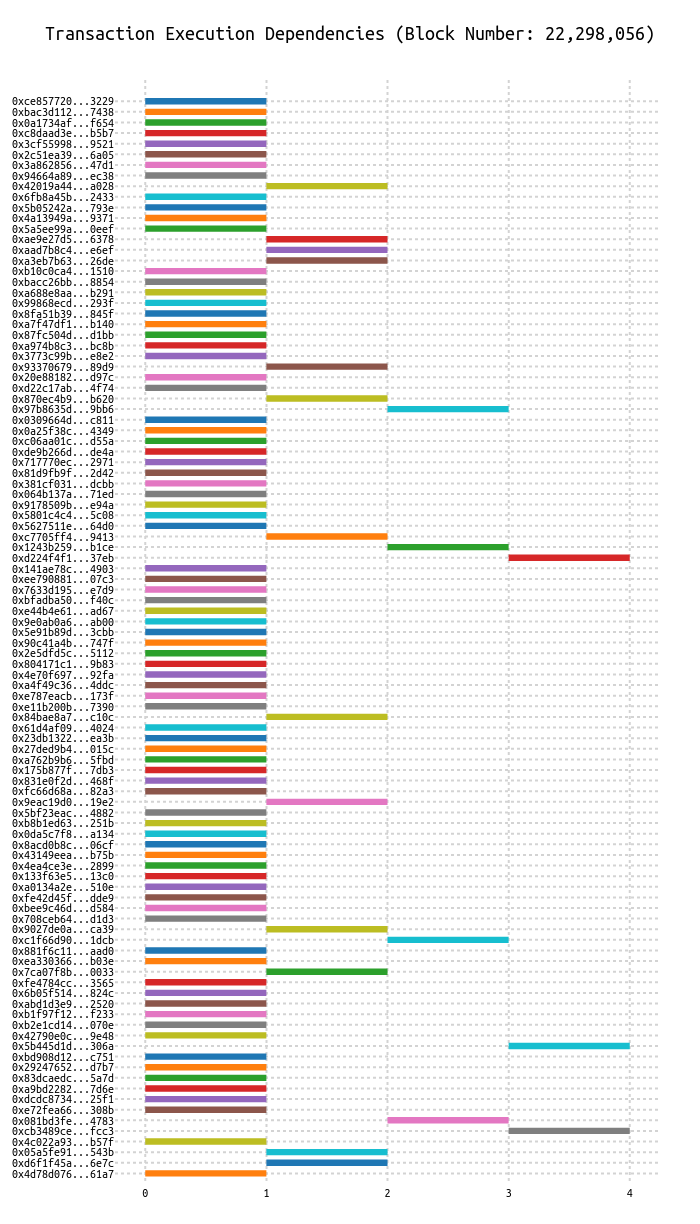 Transaction Execution Dependencies (Block Number: 22,298,056)
0xce857720...3229
0xbac3d112...7438
0x0a1734af...f654
0xc8daad3e...b5b7
0x3cf55998...9521
0x2c51ea39...6a05
0x3a862856...47d1
0x94664a89...ec38
0x42019a44...a028
0x6fb8a45b...2433
0x5b05242a...793e
0x4a13949a...9371
0x5a5ee99a...0eef
0xae9e27d5...6378
0xaad7b8c4...e6ef
0xa3eb7b63...26de
0xb10c0ca4...1510
0xbacc26bb...8854
0xa688e8aa...b291
0x99868ecd...293f
0x8fa51b39...845f
0xa7f47df1...b140
0x87fc504d...d1bb
0xa974b8c3...bc8b
0x3773c99b...e8e2
0x93370679...89d9
0x20e88182...d97c
0xd22c17ab...4f74
0x870ec4b9...b620
0x97b8635d...9bb6
0x0309664d...c811
0x0a25f38c...4349
0xc06aa01c...d55a
0xde9b266d...de4a
0x717770ec...2971
0x81d9fb9f...2d42
0x381cf031...dcbb
0x064b137a...71ed
0x9178509b...e94a
0x5801c4c4...5c08
0x5627511e...64d0
0xc7705ff4...9413
0x1243b259...b1ce
0xd224f4f1...37eb
0x141ae78c...4903
0xee790881...07c3
0x7633d195...e7d9
0xbfadba50...f40c
0xe44b4e61...ad67
0x9e0ab0a6...ab00
0x5e91b89d...3cbb
0x90c41a4b...747f
0x2e5dfd5c...5112
0x804171c1...9b83
0x4e70f697...92fa
0xa4f49c36...4ddc
0xe787eacb...173f
0xe11b200b...7390
0x84bae8a7...c10c
0x61d4af09...4024
0x23db1322...ea3b
0x27ded9b4...015c
0xa762b9b6...5fbd
0x175b877f...7db3
0x831e0f2d...468f
0xfc66d68a...82a3
0x9eac19d0...19e2
0x5bf23eac...4882
0xb8b1ed63...251b
0x0da5c7f8...a134
0x8acd0b8c...06cf
0x43149eea...b75b
0x4ea4ce3e...2899
0x133f63e5...13c0
0xa0134a2e...510e
0xfe42d45f...dde9
0xbee9c46d...d584
0x708ceb64...d1d3
0x9027de0a...ca39
0xc1f66d90...1dcb
0x881f6c11...aad0
0xea330366...b03e
0x7ca07f8b...0033
0xfe4784cc...3565
0x6b05f514...824c
0xabd1d3e9...2520
0xb1f97f12...f233
0xb2e1cd14...070e
0x42790e0c...9e48
0x5b445d1d...306a
0xbd908d12...c751
0x29247652...d7b7
0x83dcaedc...5a7d
0xa9bd2282...7d6e
0xdcdc8734...25f1
0xe72fea66...308b
0x081bd3fe...4783
0xcb3489ce...fcc3
0x4c022a93...b57f
0x05a5fe91...543b
0xd6f1f45a...6e7c
0x4d78d076...61a7
0 1 2 3 4